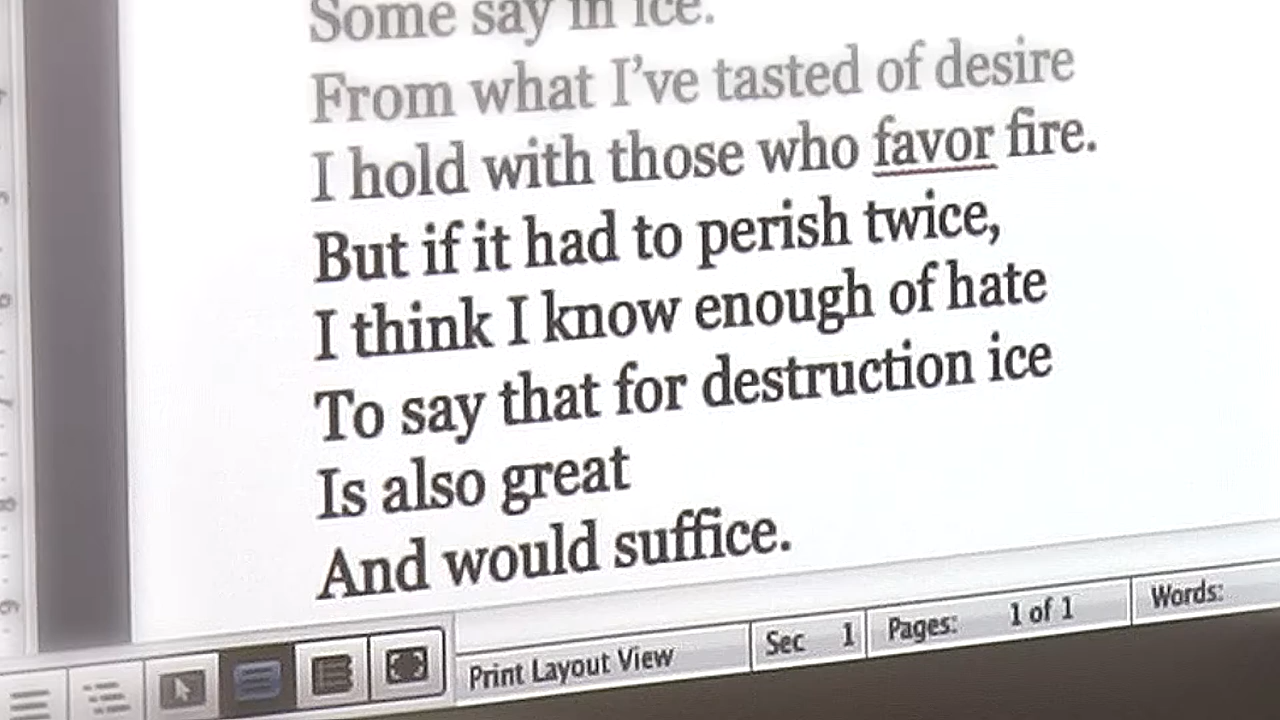 Some say in ice.
From what I've tasted of desire
I hold with those who favor fire.
But if it had to perish twice,
I think I know enough of hate
To say that for destruction ice
Is also great
And would suffice.
Print Layout View
Sec 1
Pages: 1 of 1
Words: